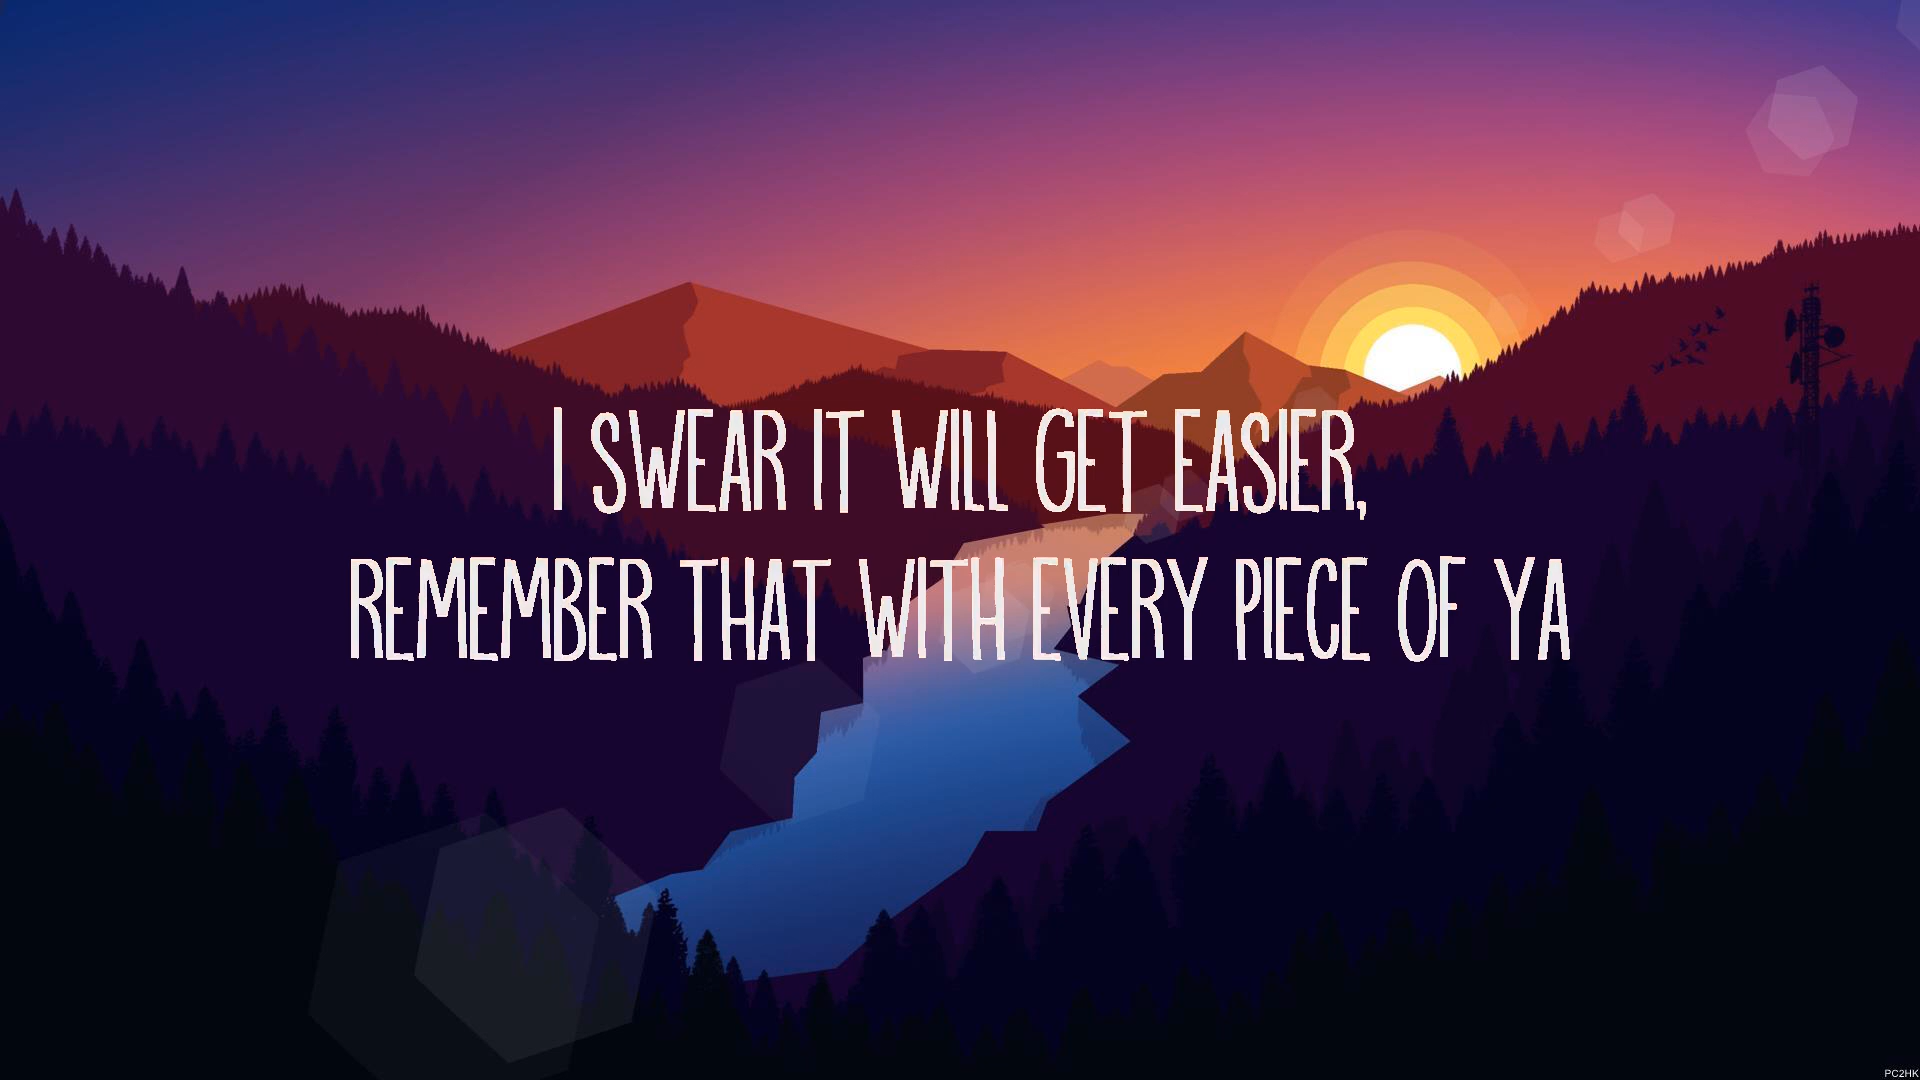 I SWEAR IT WILL GET EASIER,
REMEMBER THAT WITH EVERY PIECE OF YA
PC2HK